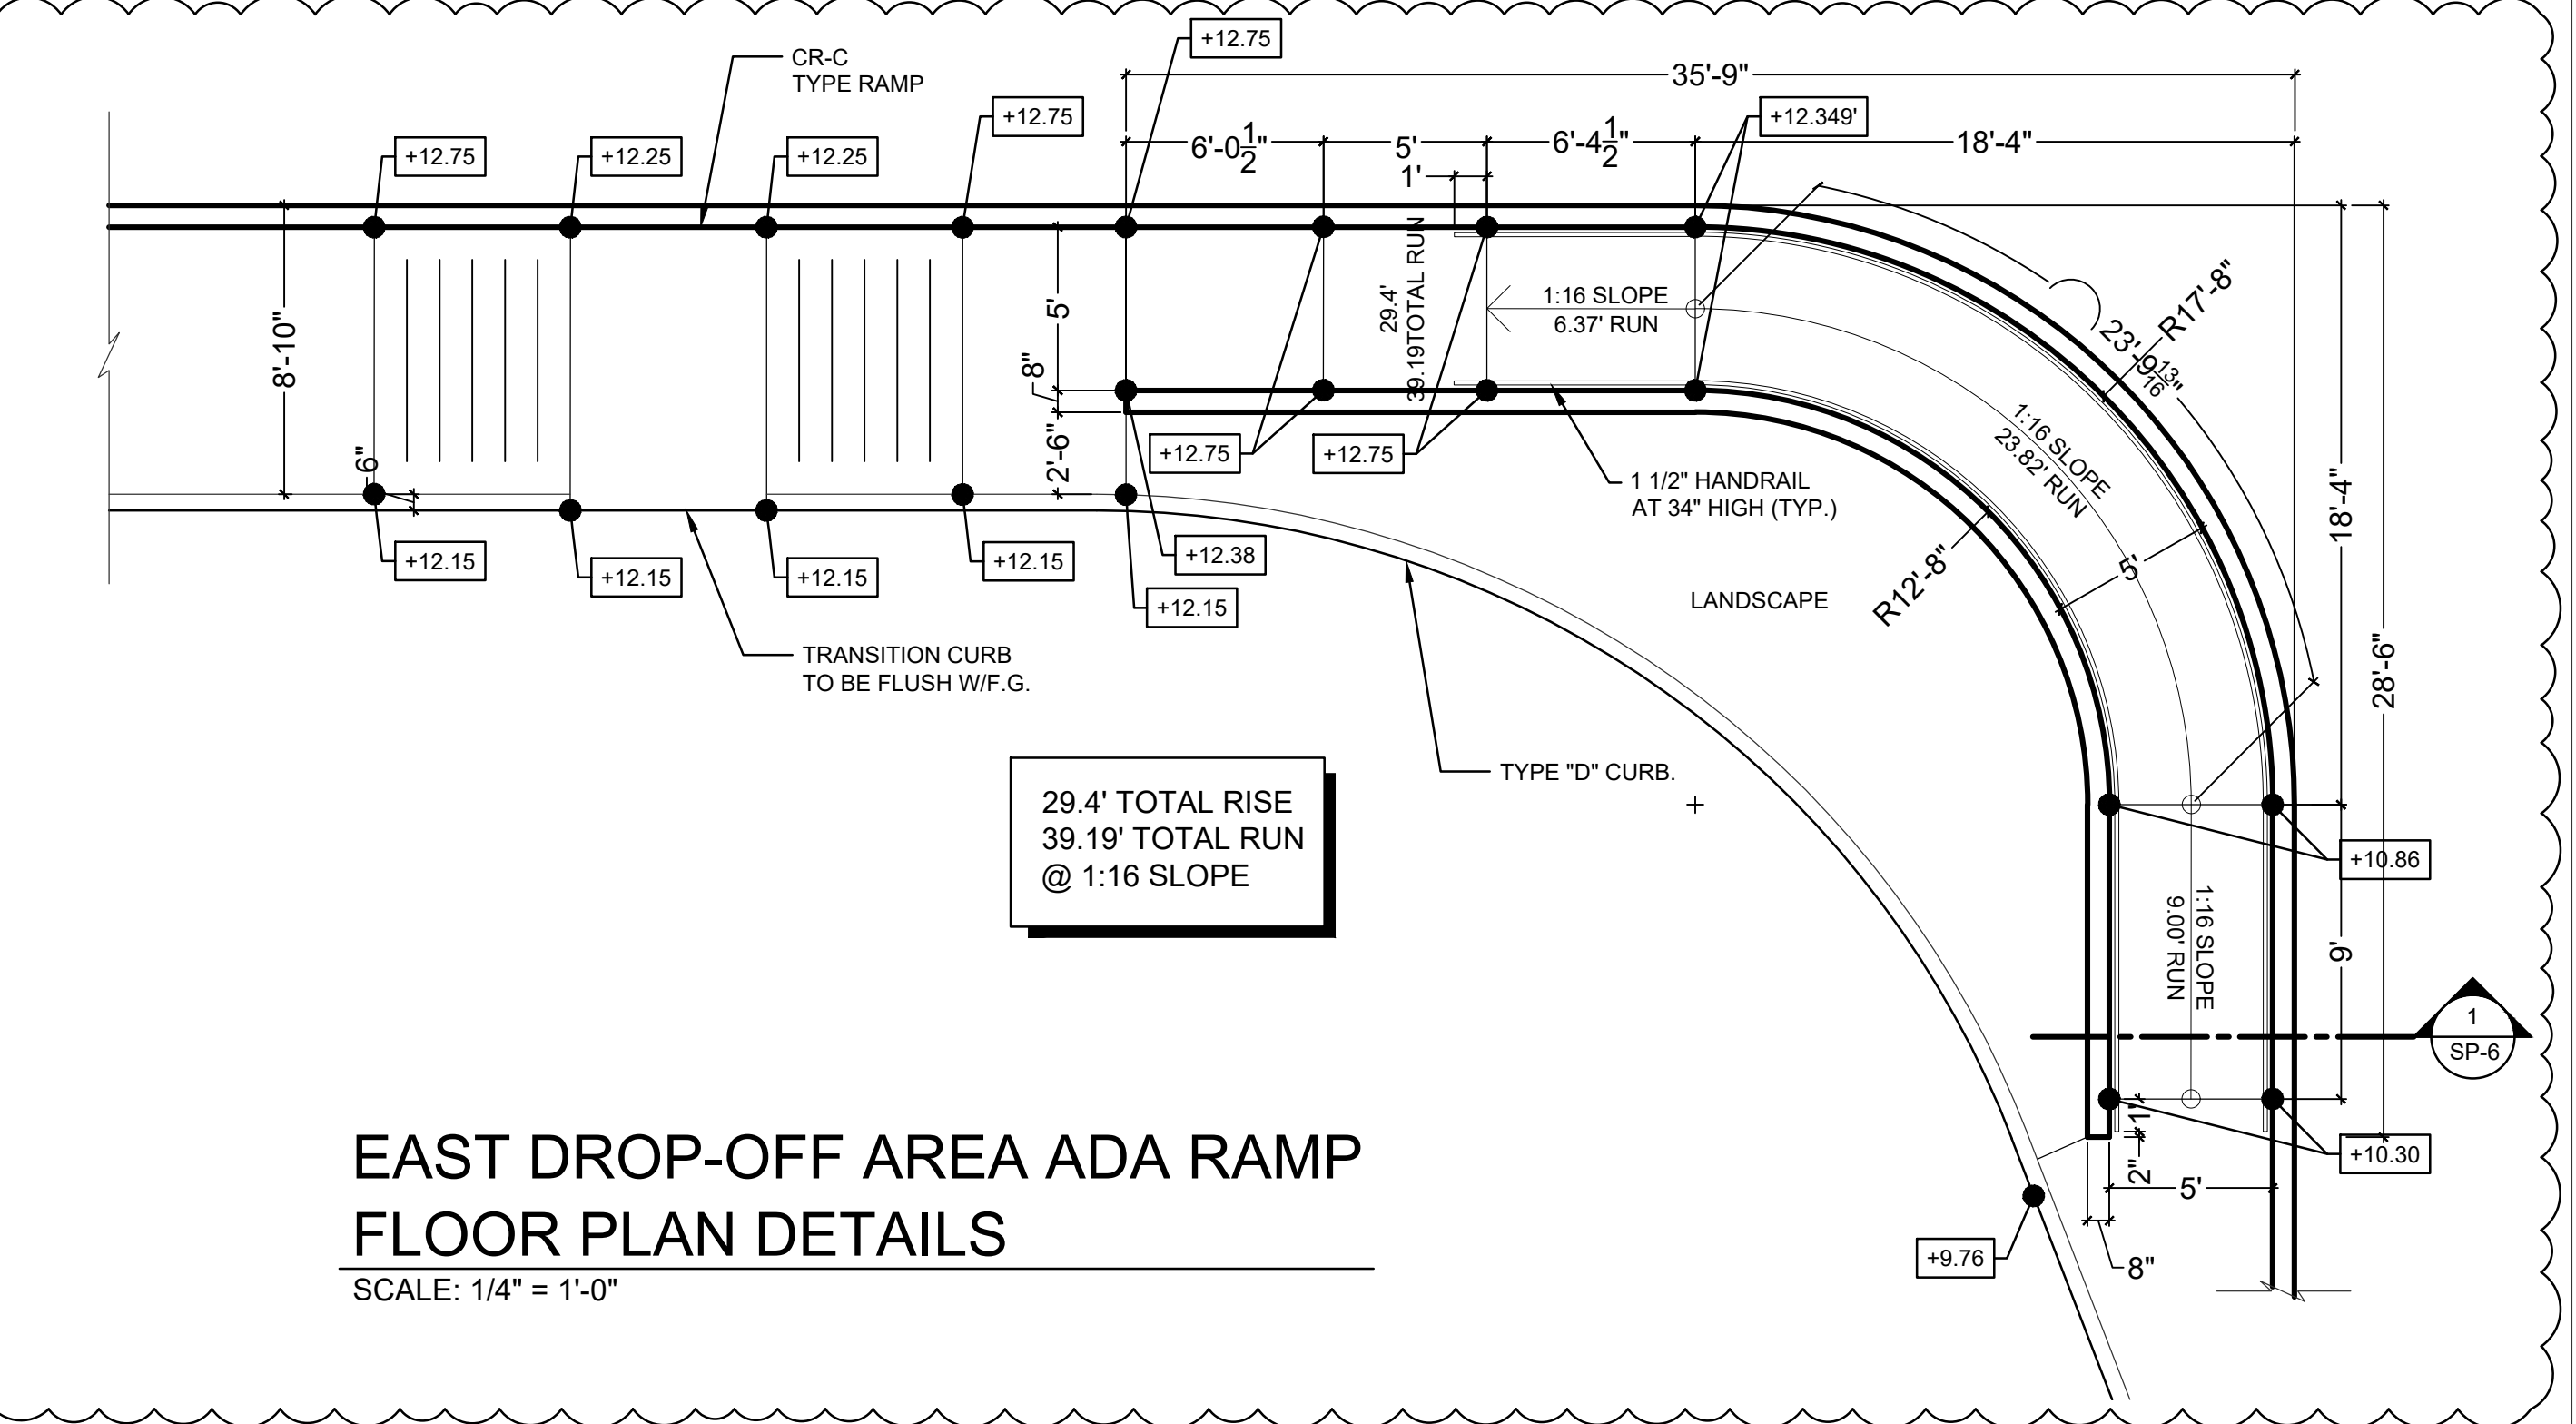 +12.75
CR-C
TYPE RAMP
35'-9"
+12.75
+12.349'
+12.75
+12.25
+12.25
6'-0 1/2"
5'
6'-4 1/2"
18'-4"
1'
29.4'
39.19TOTAL RUN
1:16 SLOPE
6.37' RUN
R17'-8"
23'-9 13/16"
8'-10"
5'
8"
2'-6"
6"
1:16 SLOPE
23.82' RUN
+12.75
+12.75
1 1/2" HANDRAIL
AT 34" HIGH (TYP.)
18'-4"
5'
R12'-8"
+12.15
+12.15
+12.15
+12.15
+12.38
+12.15
LANDSCAPE
28'-6"
TRANSITION CURB
TO BE FLUSH W/F.G.
TYPE "D" CURB.
29.4' TOTAL RISE
39.19' TOTAL RUN
@ 1:16 SLOPE
+10.86
1:16 SLOPE
9.00' RUN
9'
1
SP-6
1'
2"
+10.30
5'
8"
+9.76
EAST DROP-OFF AREA ADA RAMP
FLOOR PLAN DETAILS
SCALE: 1/4" = 1'-0"